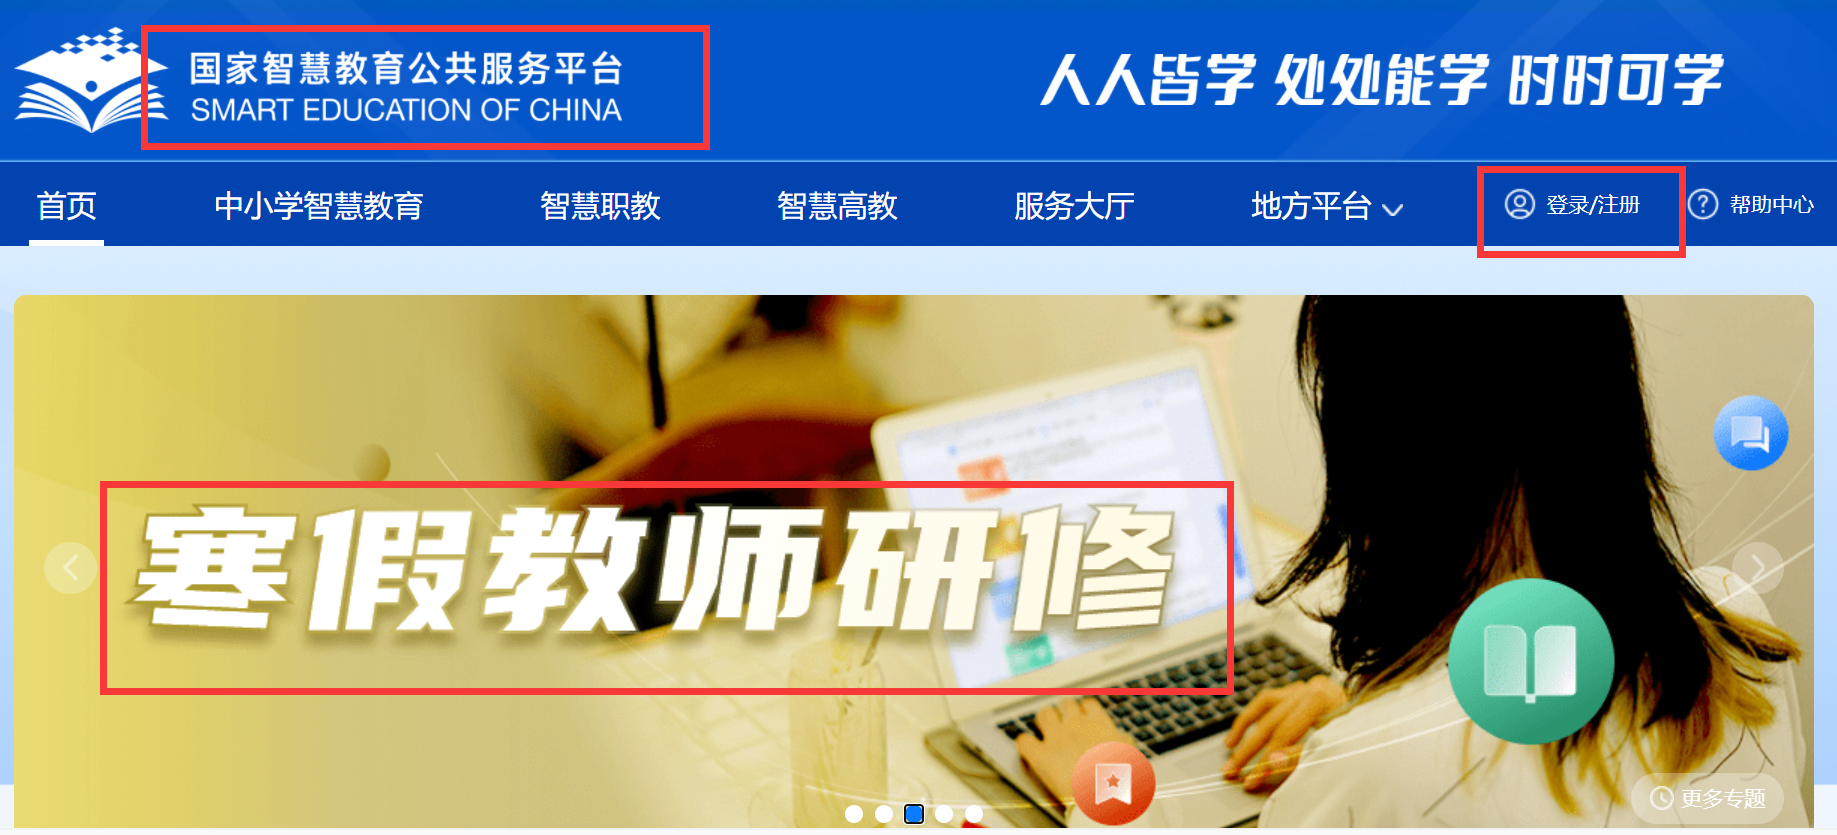 国家智慧教育公共服务平台
SMART EDUCATION OF CHINA
人人皆学 处处能学 时时可学
首页 中小学智慧教育 智慧职教 智慧高教 服务大厅 地方平台 登录/注册 帮助中心
寒假教师研修
更多专题